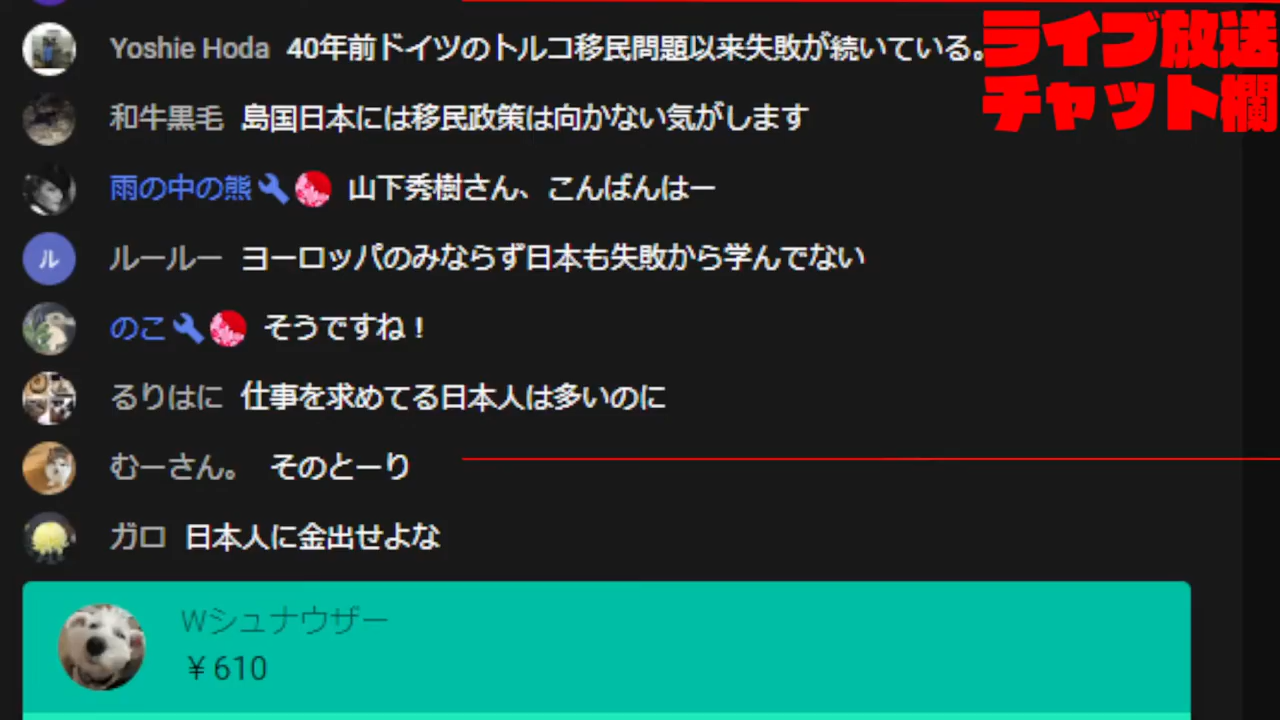 ライブ放送
チャット欄
Yoshie Hoda 40年前ドイツのトルコ移民問題以来失敗が続いている。
和牛黒毛 島国日本には移民政策は向かない気がします
雨の中の熊 山下秀樹さん、こんばんはー
ル ルールー ヨーロッパのみならず日本も失敗から学んでない
のこ そうですね！
るりはに 仕事を求めてる日本人は多いのに
むーさん。 そのとーり
ガロ 日本人に金出せよな
Wシュナウザー
￥610